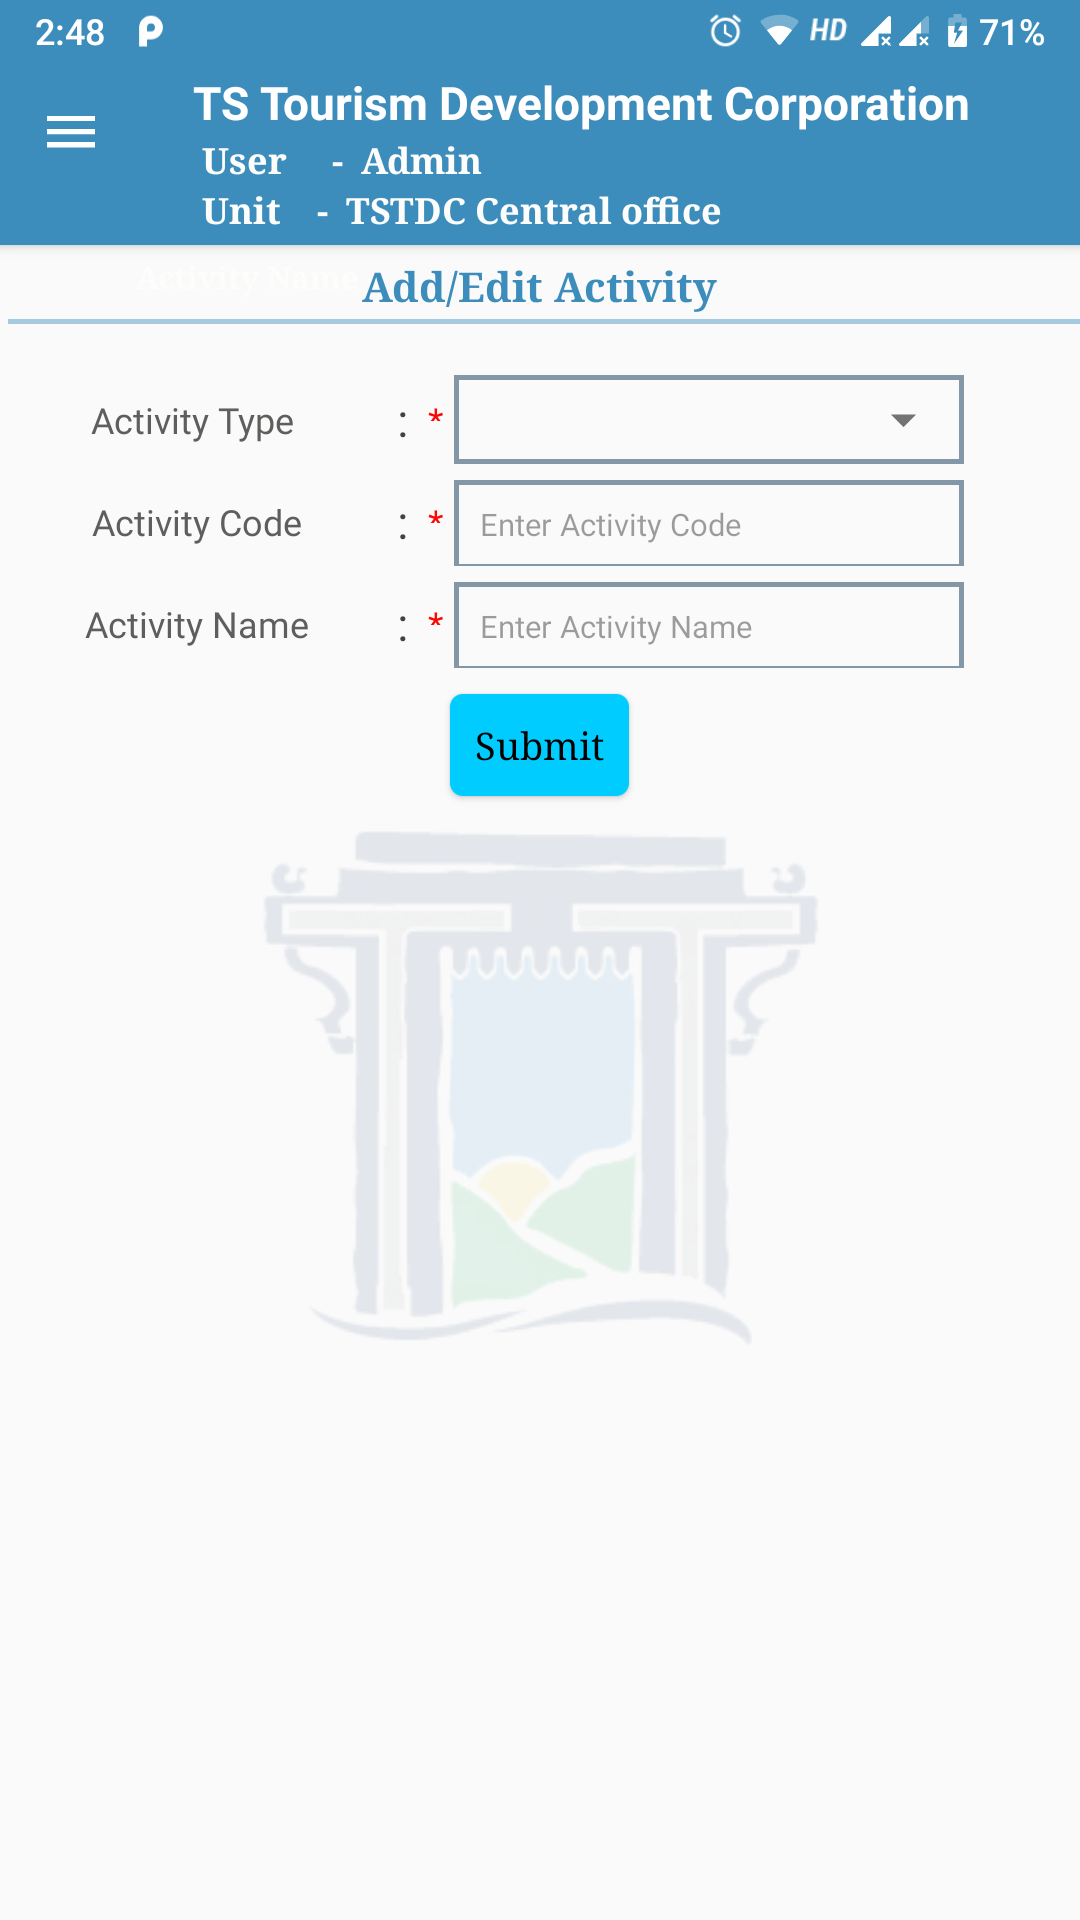 2:48 HD 71%
TS Tourism Development Corporation
User - Admin
Unit - TSTDC Central office
Activity Name
Add/Edit Activity
Activity Type : *
Activity Code : * Enter Activity Code
Activity Name : * Enter Activity Name
Submit